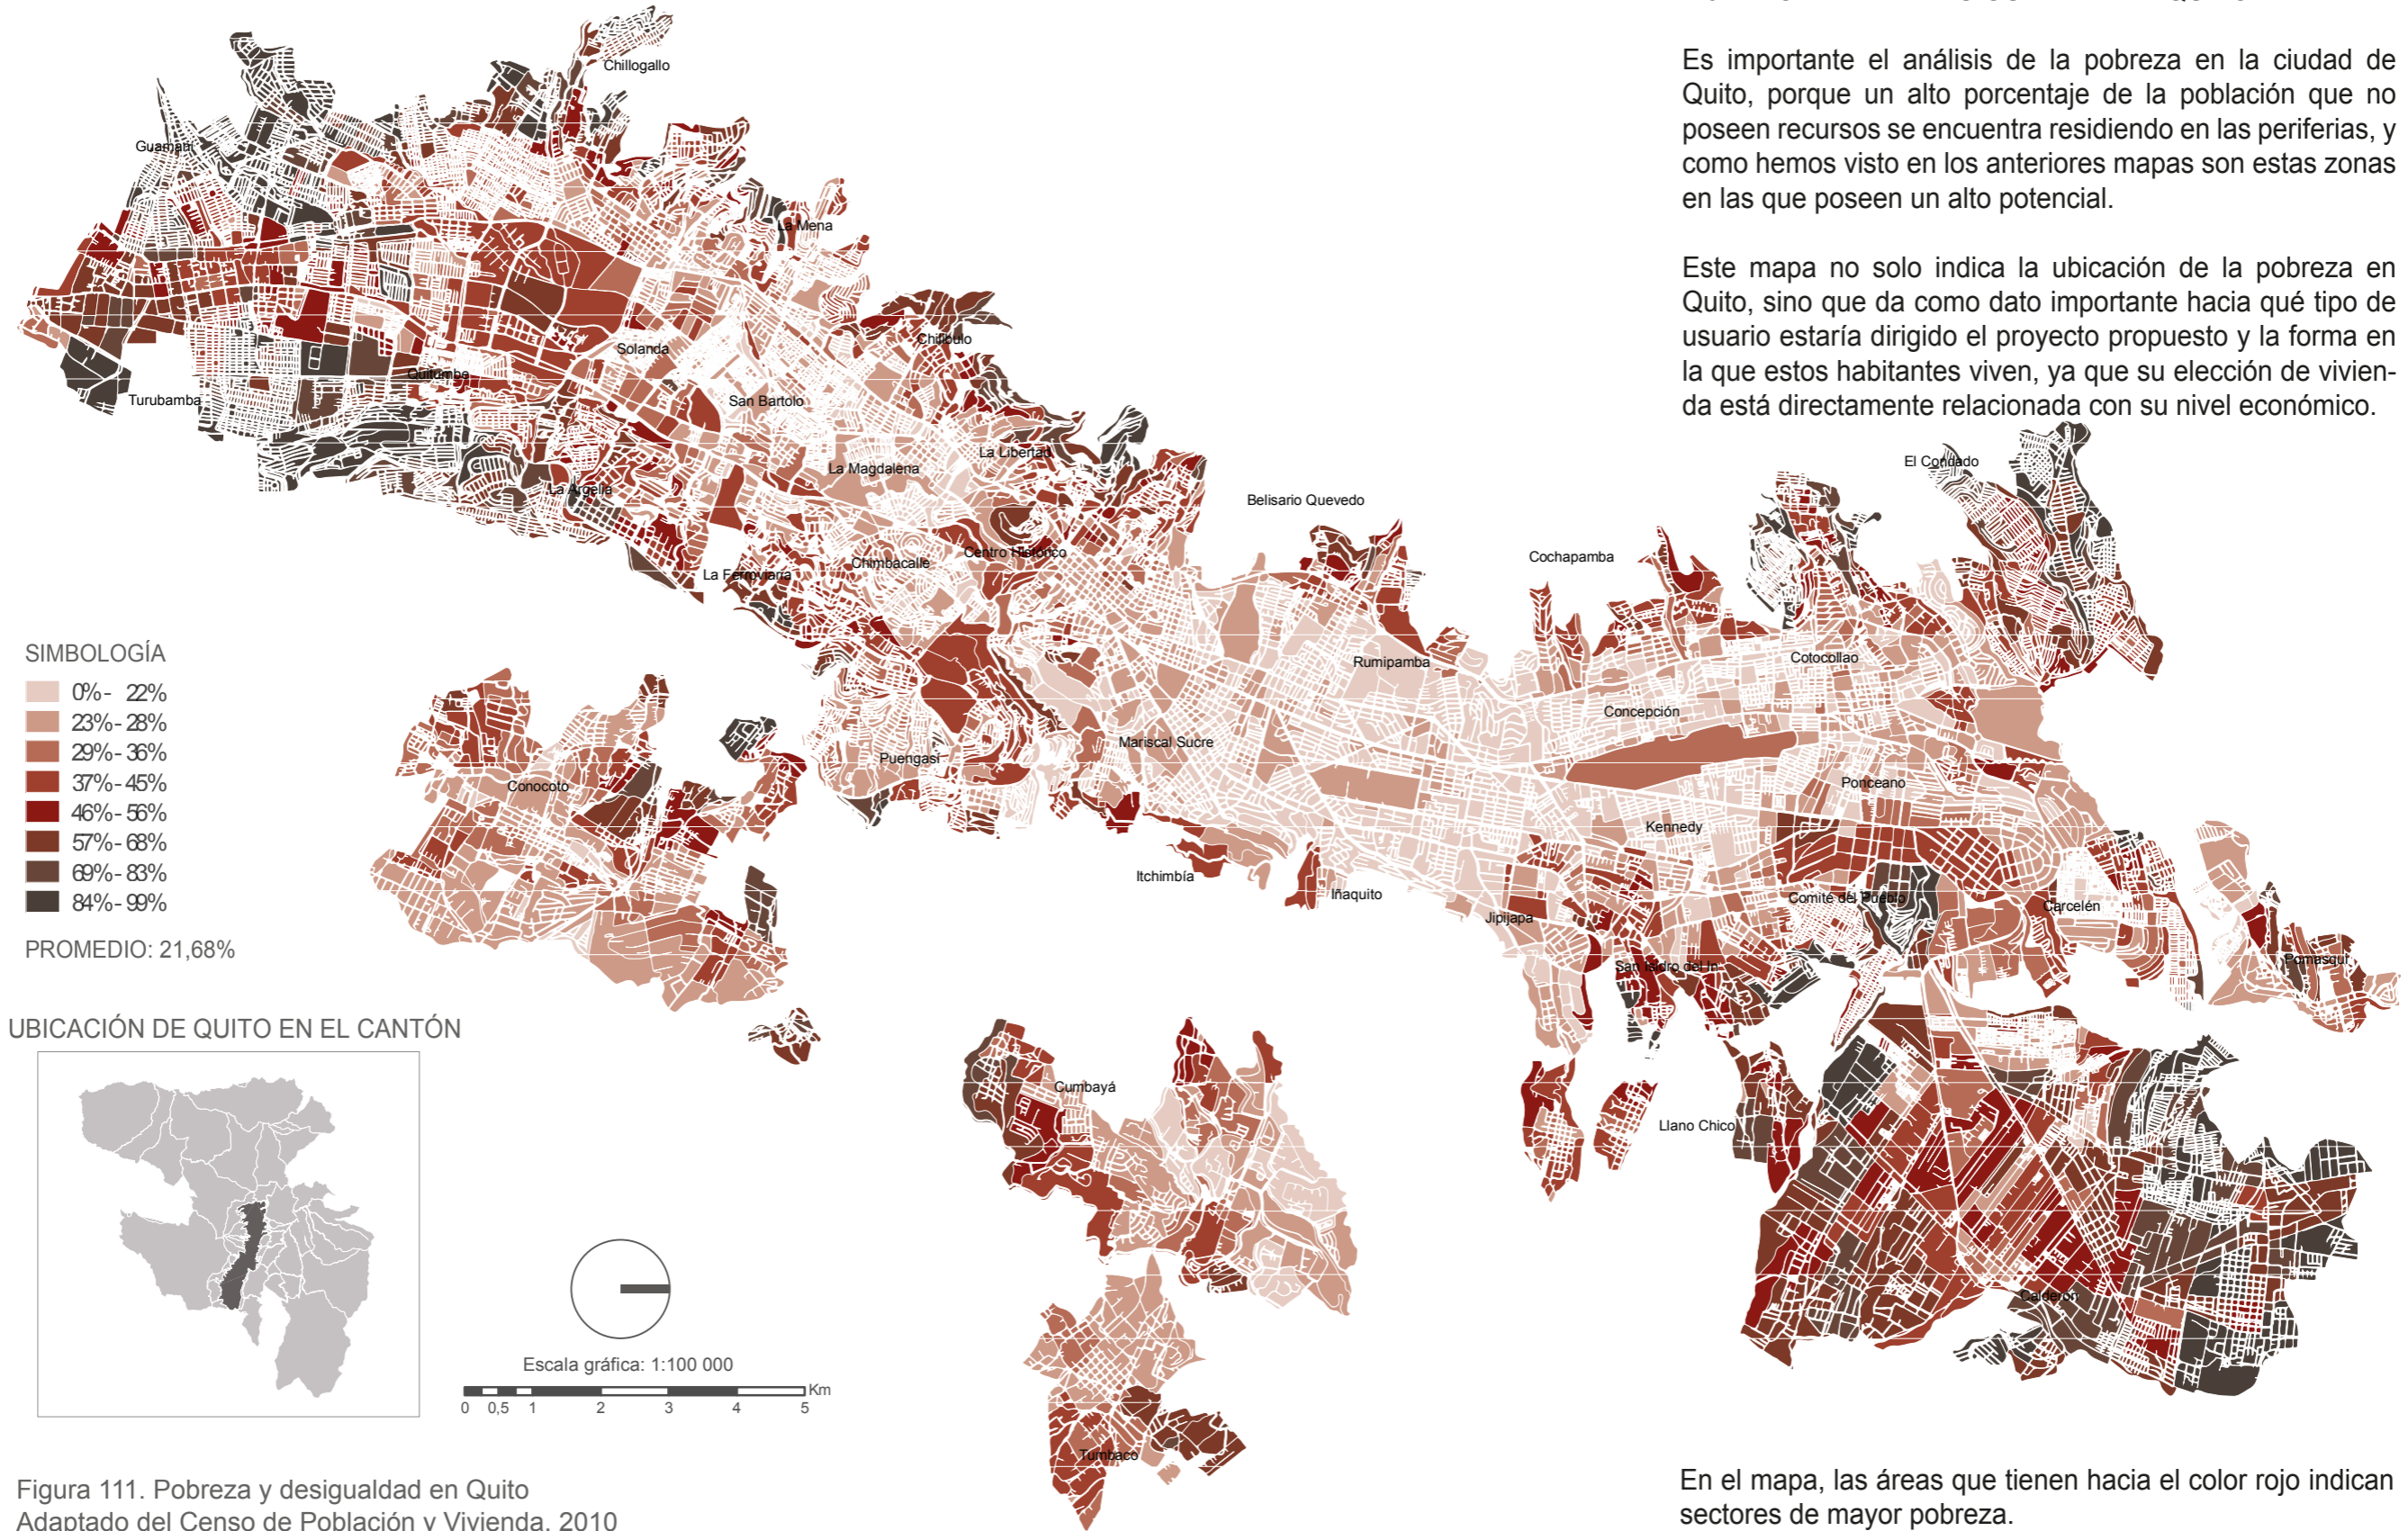 Es importante el análisis de la pobreza en la ciudad de
Quito, porque un alto porcentaje de la población que no
poseen recursos se encuentra residiendo en las periferias, y
como hemos visto en los anteriores mapas son estas zonas
en las que poseen un alto potencial.
Este mapa no solo indica la ubicación de la pobreza en
Quito, sino que da como dato importante hacia qué tipo de
usuario estaría dirigido el proyecto propuesto y la forma en
la que estos habitantes viven, ya que su elección de vivien-
da está directamente relacionada con su nivel económico.
Chillogallo
Guamaní
La Mena
Chilibulo
Solanda
Quitumbe
Turubamba
San Bartolo
La Libertad
La Magdalena
La Argelia
Belisario Quevedo
El Condado
Centro Histórico
Cochapamba
Chimbacalle
La Ferroviaria
Rumipamba
Cotocollao
Concepción
Mariscal Sucre
Puengasí
Conocoto
Ponceano
Kennedy
Itchimbía
Iñaquito
Comité del Pueblo
Carcelén
Jipijapa
San Isidro del In
Pomasqui
Cumbayá
Llano Chico
Calderón
Tumbaco
SIMBOLOGÍA
0% - 22%
23% - 28%
29% - 36%
37% - 45%
46% - 56%
57% - 68%
69% - 83%
84% - 99%
PROMEDIO: 21,68%
UBICACIÓN DE QUITO EN EL CANTÓN
Escala gráfica: 1:100 000
Km
0 0,5 1 2 3 4 5
Figura 111. Pobreza y desigualdad en Quito
Adaptado del Censo de Población y Vivienda, 2010
En el mapa, las áreas que tienen hacia el color rojo indican
sectores de mayor pobreza.